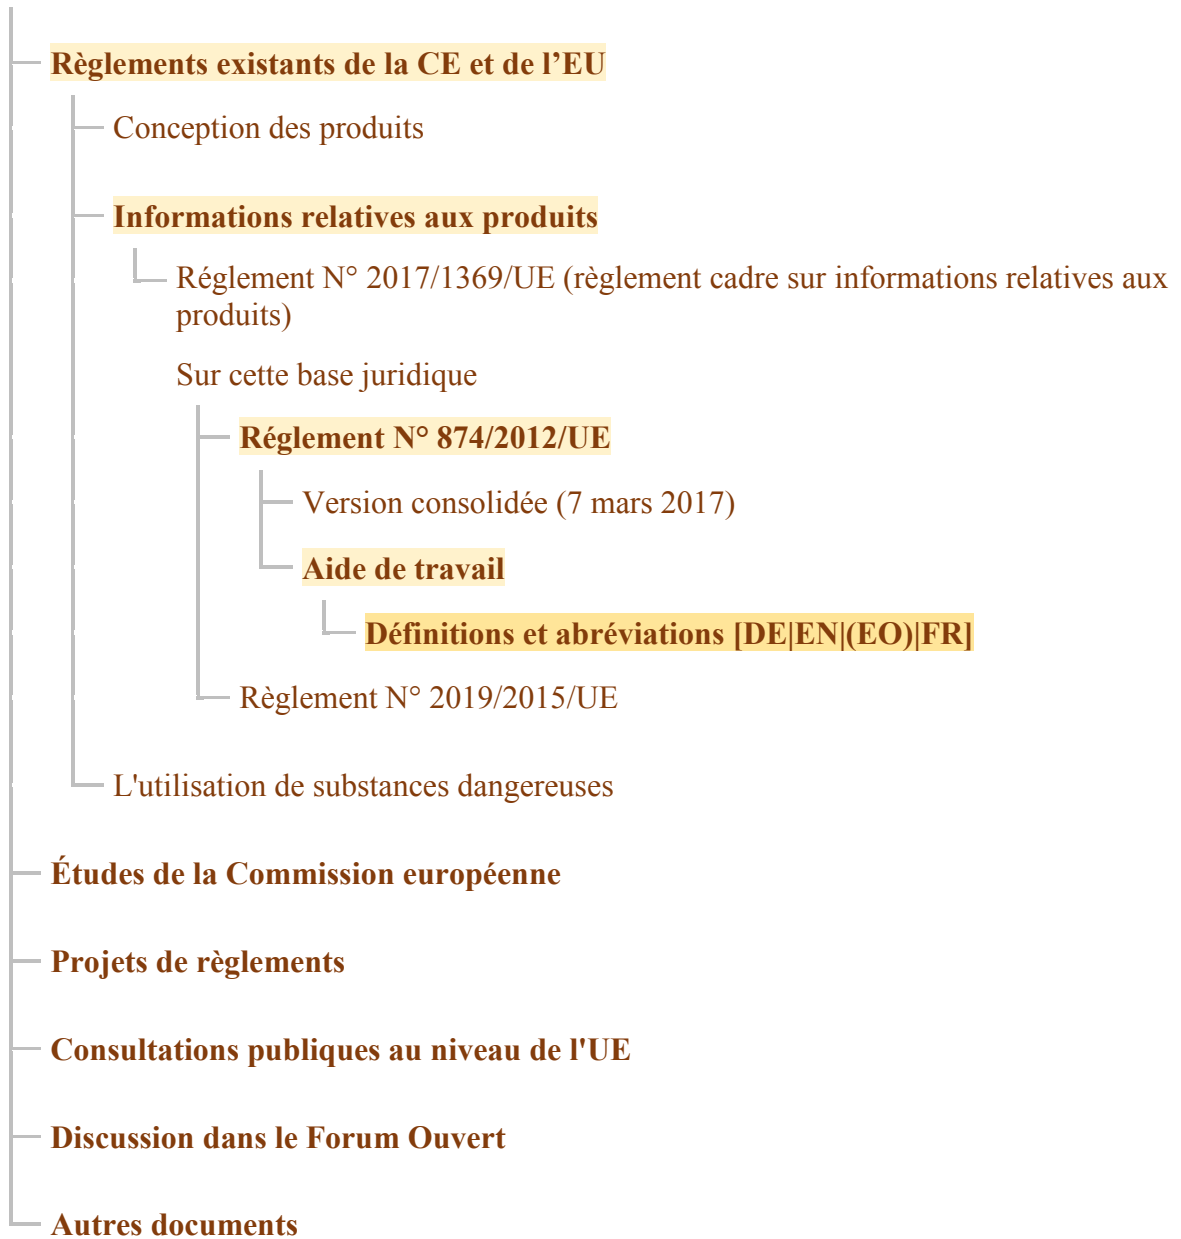 Règlements existants de la CE et de l’EU
Conception des produits
Informations relatives aux produits
Réglement N° 2017/1369/UE (règlement cadre sur informations relatives aux
produits)
Sur cette base juridique
Réglement N° 874/2012/UE
Version consolidée (7 mars 2017)
Aide de travail
Définitions et abréviations [DE|EN|(EO)|FR]
Règlement N° 2019/2015/UE
L'utilisation de substances dangereuses
Études de la Commission européenne
Projets de règlements
Consultations publiques au niveau de l'UE
Discussion dans le Forum Ouvert
Autres documents